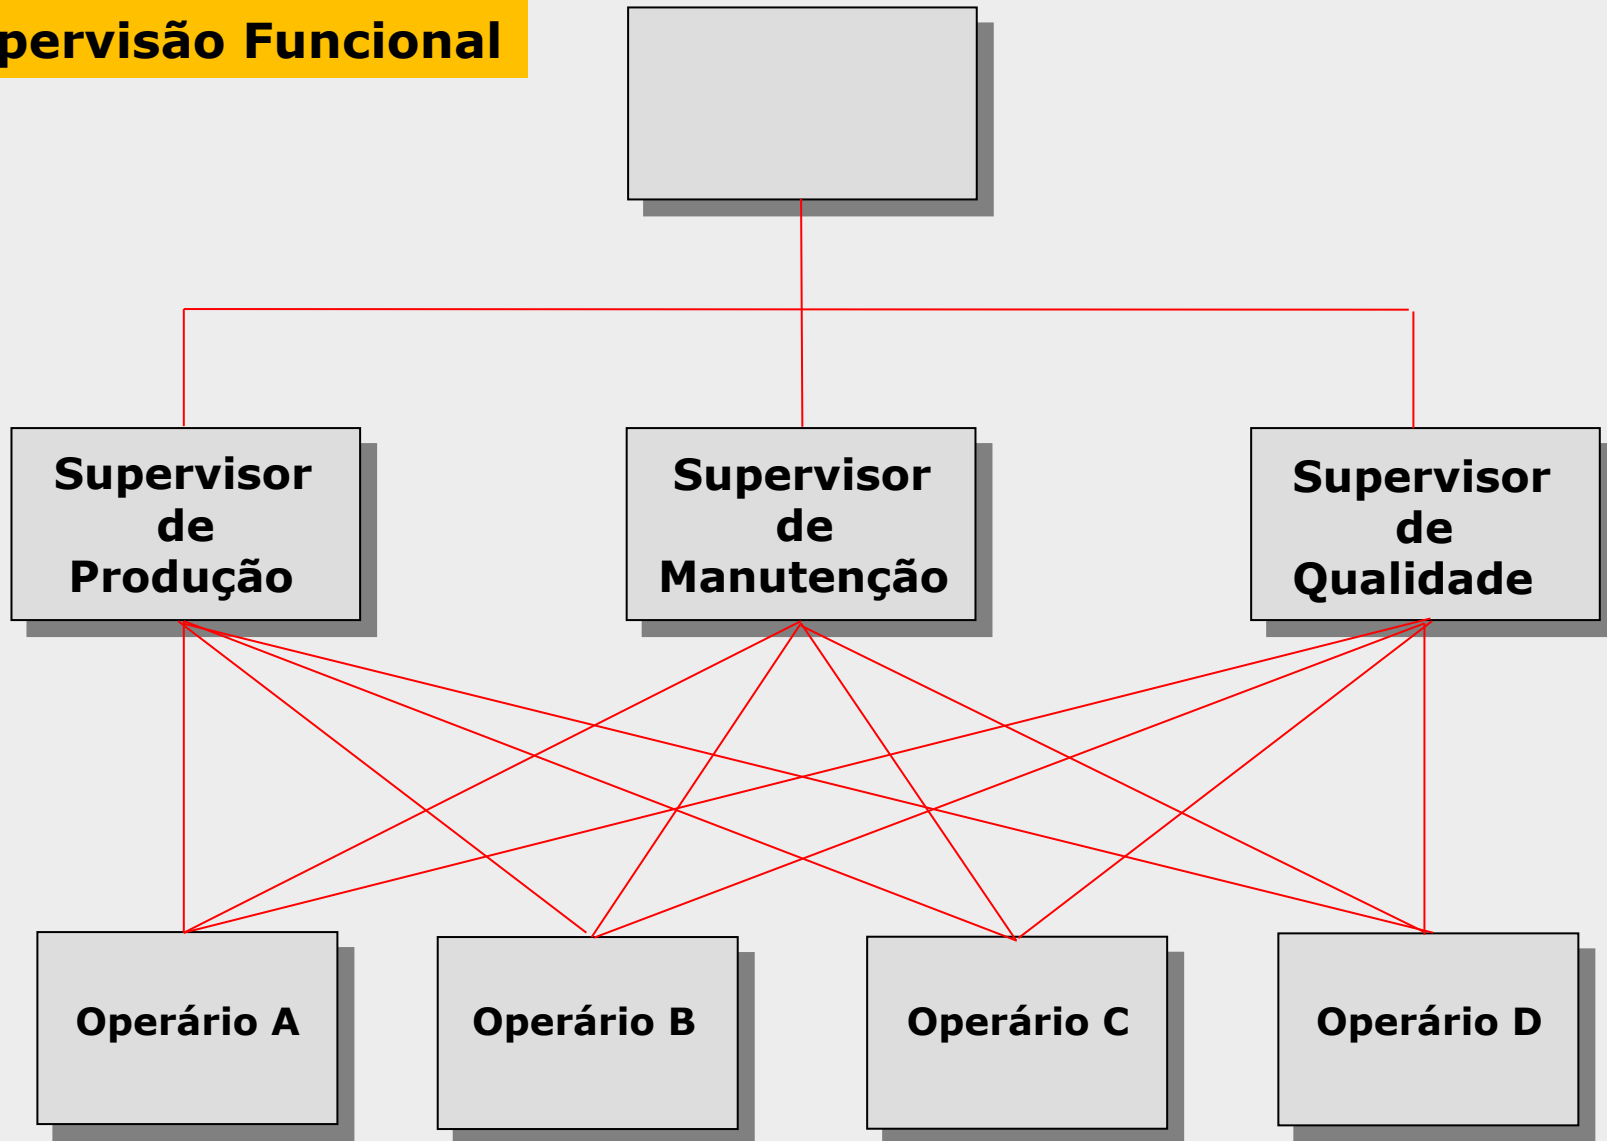 pervisão Funcional
Supervisor
de
Produção
Supervisor
de
Manutenção
Supervisor
de
Qualidade
Operário A
Operário B
Operário C
Operário D